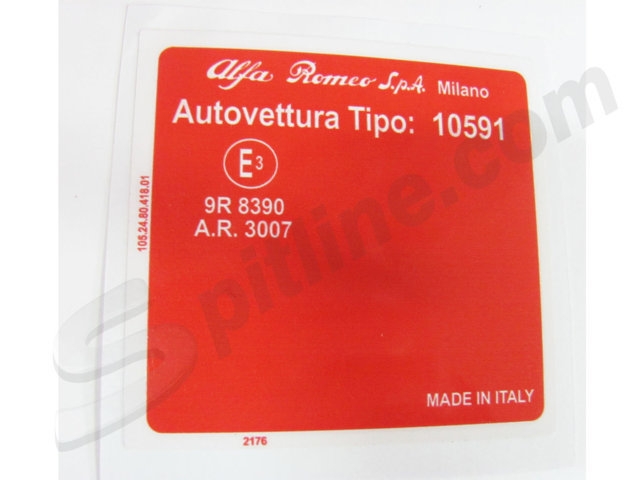 Alfa Romeo S.p.A. Milano
Autovettura Tipo: 10591
E3
9R 8390
A.R. 3007
105.24.80.418.01
MADE IN ITALY
2176
Spitline.com